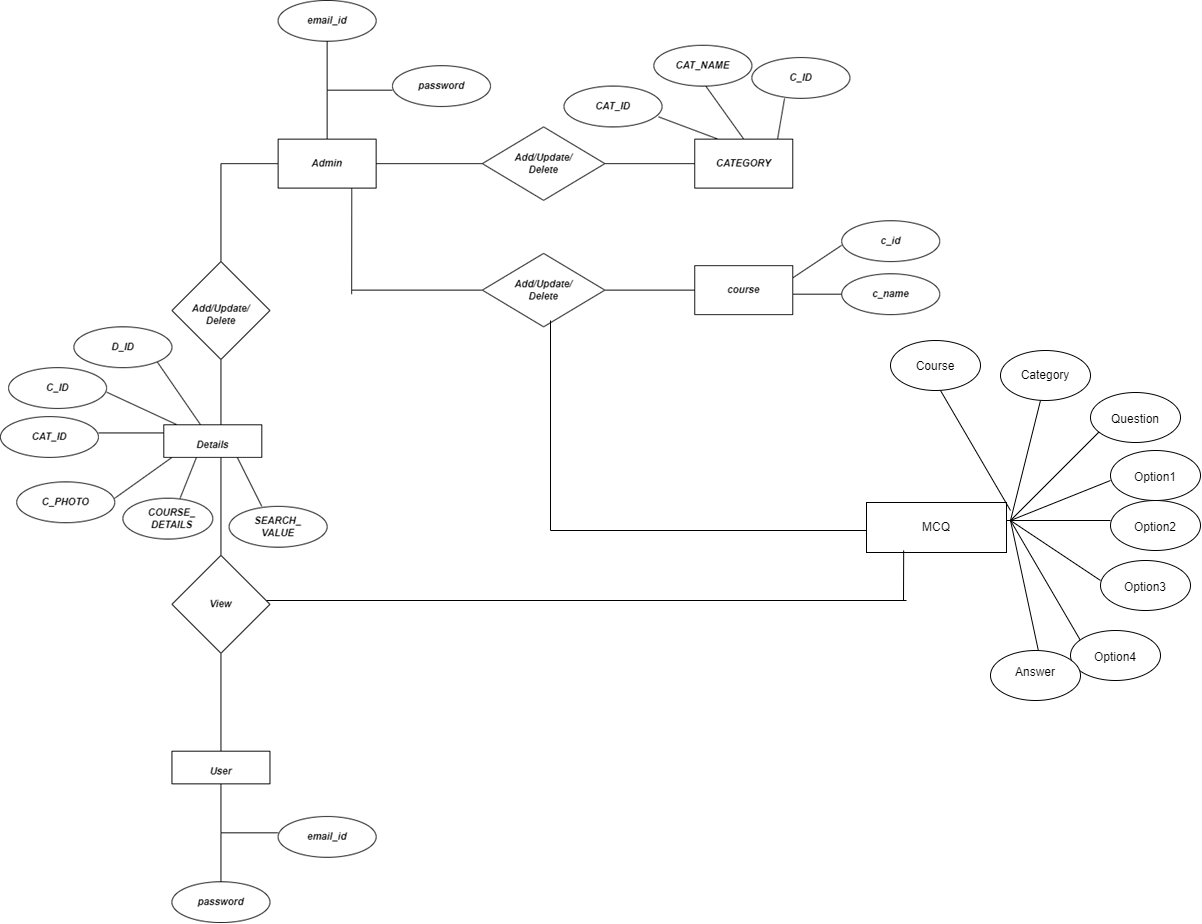 email_id
password
CAT_NAME
C_ID
CAT_ID
Admin
Add/Update/
Delete
CATEGORY
c_id
Add/Update/
Delete
course
c_name
Add/Update/
Delete
D_ID
C_ID
CAT_ID
Details
C_PHOTO
COURSE_
DETAILS
SEARCH_
VALUE
Course
Category
Question
Option1
MCQ
Option2
Option3
Option4
Answer
View
User
email_id
password